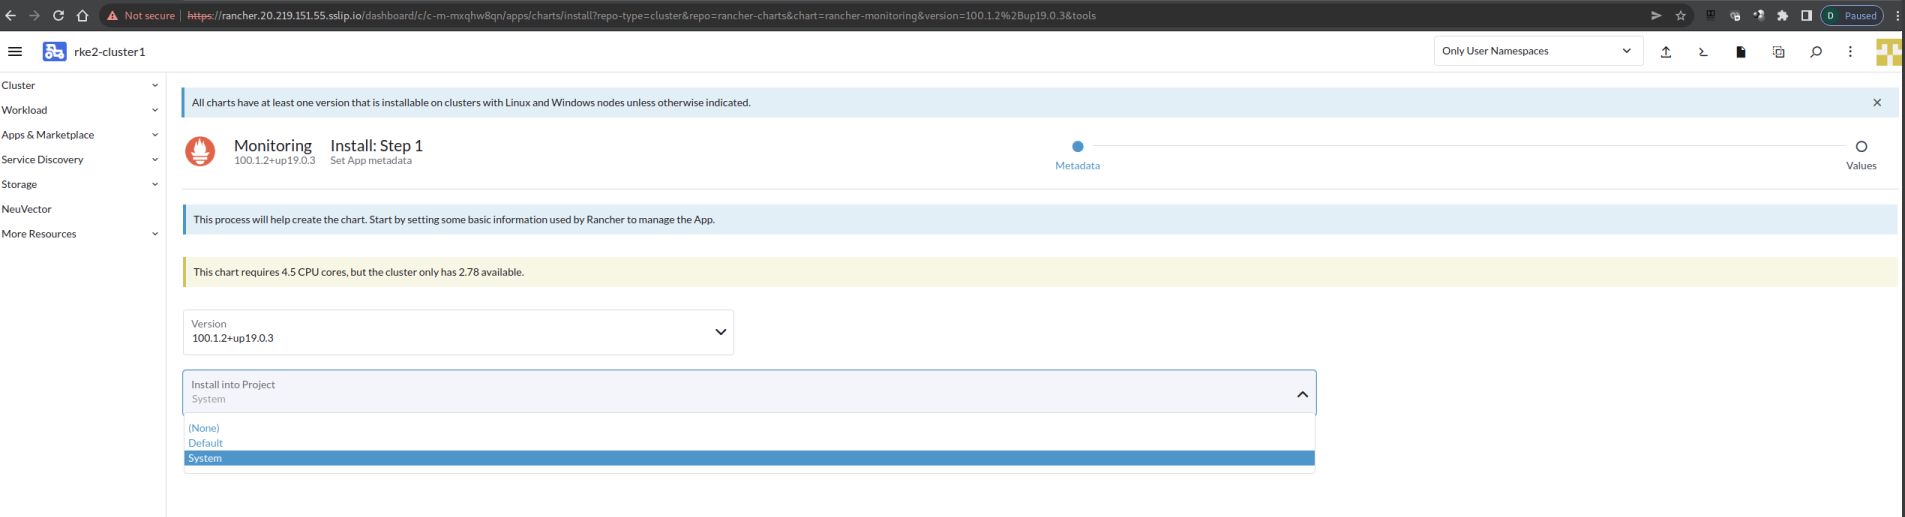 Not secure | https://rancher.20.219.151.55.sslip.io/dashboard/c/c-m-mxqhw8qn/apps/charts/install?repo-type=cluster&repo=rancher-charts&chart=rancher-monitoring&version=100.1.2%2Bup19.0.3&tools
D Paused
rke2-cluster1
Only User Namespaces
Cluster
Workload
Apps & Marketplace
Service Discovery
Storage
NeuVector
More Resources
All charts have at least one version that is installable on clusters with Linux and Windows nodes unless otherwise indicated.
Monitoring Install: Step 1
100.1.2+up19.0.3 Set App metadata
Metadata
Values
This process will help create the chart. Start by setting some basic information used by Rancher to manage the App.
This chart requires 4.5 CPU cores, but the cluster only has 2.78 available.
Version
100.1.2+up19.0.3
Install into Project
System
(None)
Default
System